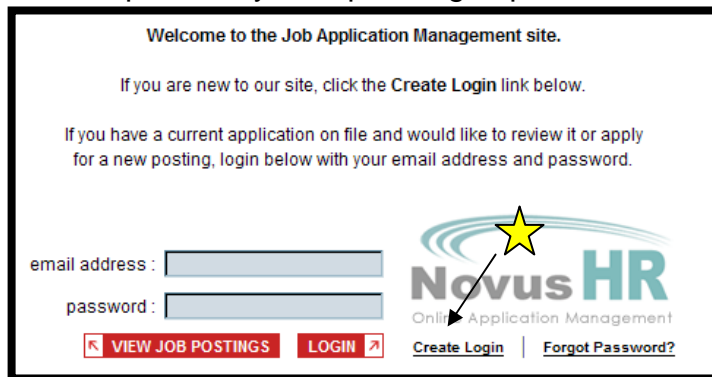 Welcome to the Job Application Management site.
If you are new to our site, click the Create Login link below.
If you have a current application on file and would like to review it or apply
for a new posting, login below with your email address and password.
email address :
password :
VIEW JOB POSTINGS LOGIN
Novus HR
Online Application Management
Create Login | Forgot Password?